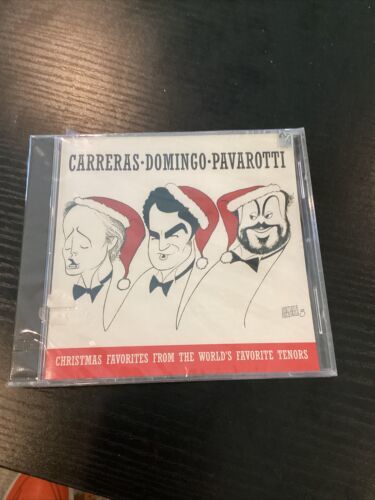 CARRERAS·DOMINGO·PAVAROTTI
CHRISTMAS FAVORITES FROM THE WORLD'S FAVORITE TENORS